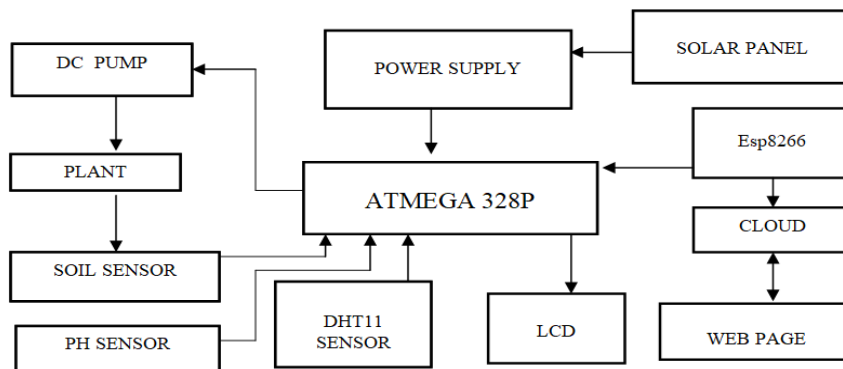 SOLAR PANEL
DC PUMP
POWER SUPPLY
Esp8266
PLANT
ATMEGA 328P
CLOUD
SOIL SENSOR
DHT11
SENSOR
LCD
PH SENSOR
WEB PAGE